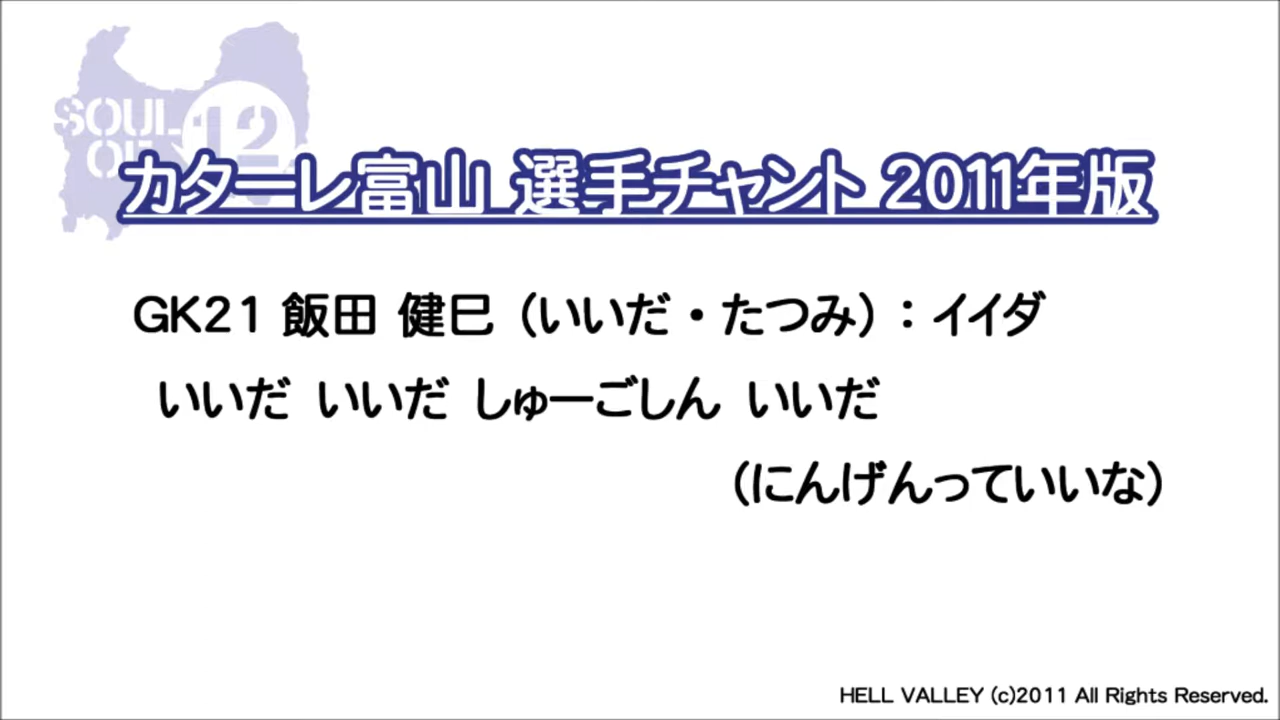 SOUL
OF 12
カターレ富山 選手チャント 2011年版
GK21 飯田 健巳（いいだ・たつみ）：イイダ
いいだ いいだ しゅーごしん いいだ
（にんげんっていいな）
HELL VALLEY (c)2011 All Rights Reserved.